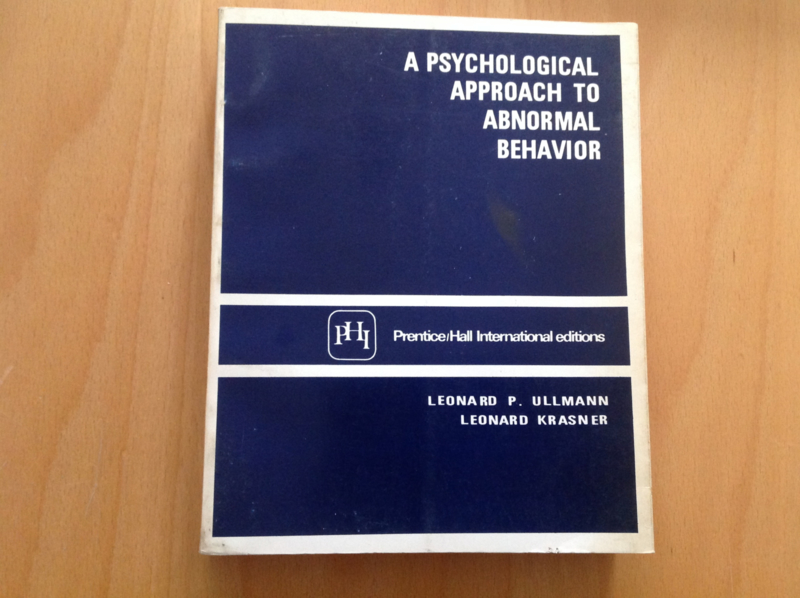 A PSYCHOLOGICAL
APPROACH TO
ABNORMAL
BEHAVIOR
PHI
Prentice/Hall International editions
LEONARD P. ULLMANN
LEONARD KRASNER